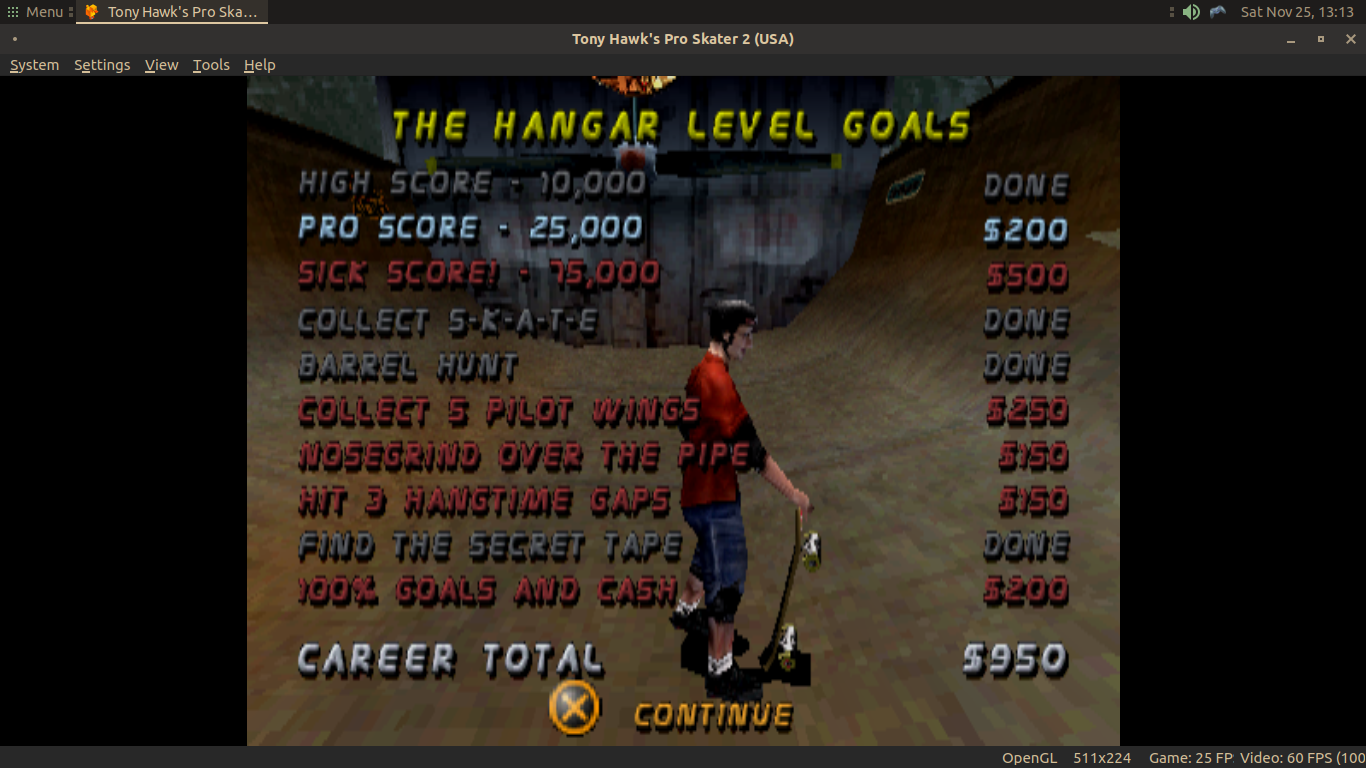 Menu Tony Hawk's Pro Ska... Sat Nov 25, 13:13
Tony Hawk's Pro Skater 2 (USA)
System Settings View Tools Help
THE HANGAR LEVEL GOALS
HIGH SCORE - 10,000 DONE
PRO SCORE - 25,000 $200
SICK SCORE! - 75,000 $500
COLLECT S-K-A-T-E DONE
BARREL HUNT DONE
COLLECT 5 PILOT WINGS $250
NOSEGRIND OVER THE PIPE $150
HIT 3 HANGTIME GAPS $150
FIND THE SECRET TAPE DONE
100% GOALS AND CASH $200
CAREER TOTAL $950
CONTINUE
OpenGL 511x224 Game: 25 FP Video: 60 FPS (100